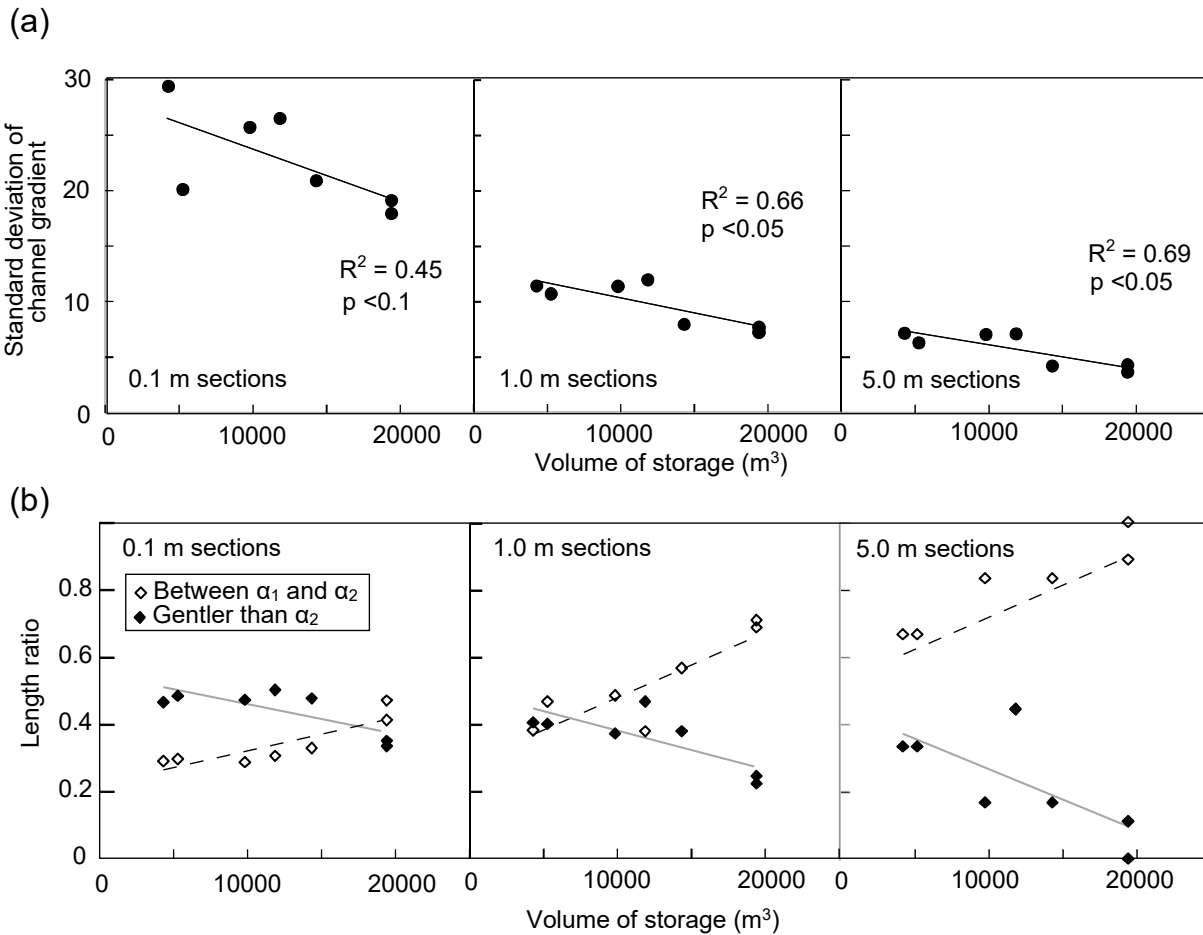 (a)
Standard deviation of
channel gradient
30
20
10
0
R² = 0.45
p <0.1
0.1 m sections
R² = 0.66
p <0.05
1.0 m sections
R² = 0.69
p <0.05
5.0 m sections
0 10000 20000 0 10000 20000 0 10000 20000
Volume of storage (m³)
(b)
Length ratio
0.8
0.6
0.4
0.2
0
0.1 m sections
Between α₁ and α₂
Gentler than α₂
1.0 m sections
5.0 m sections
0 10000 20000 0 10000 20000 0 10000 20000
Volume of storage (m³)